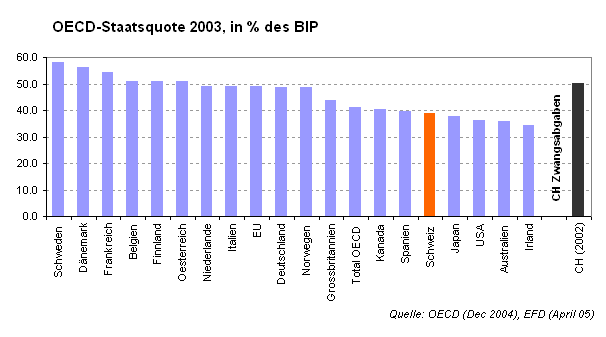 OECD-Staatsquote 2003, in % des BIP
60.0
50.0
40.0
30.0
20.0
10.0
0.0
CH Zwangsabgaben
Schweden
Dänemark
Frankreich
Belgien
Finnland
Oesterreich
Niederlande
Italien
EU
Deutschland
Norwegen
Grossbritannien
Total OECD
Kanada
Spanien
Schweiz
Japan
USA
Australien
Irland
CH (2002)
Quelle: OECD (Dec 2004), EFD (April 05)